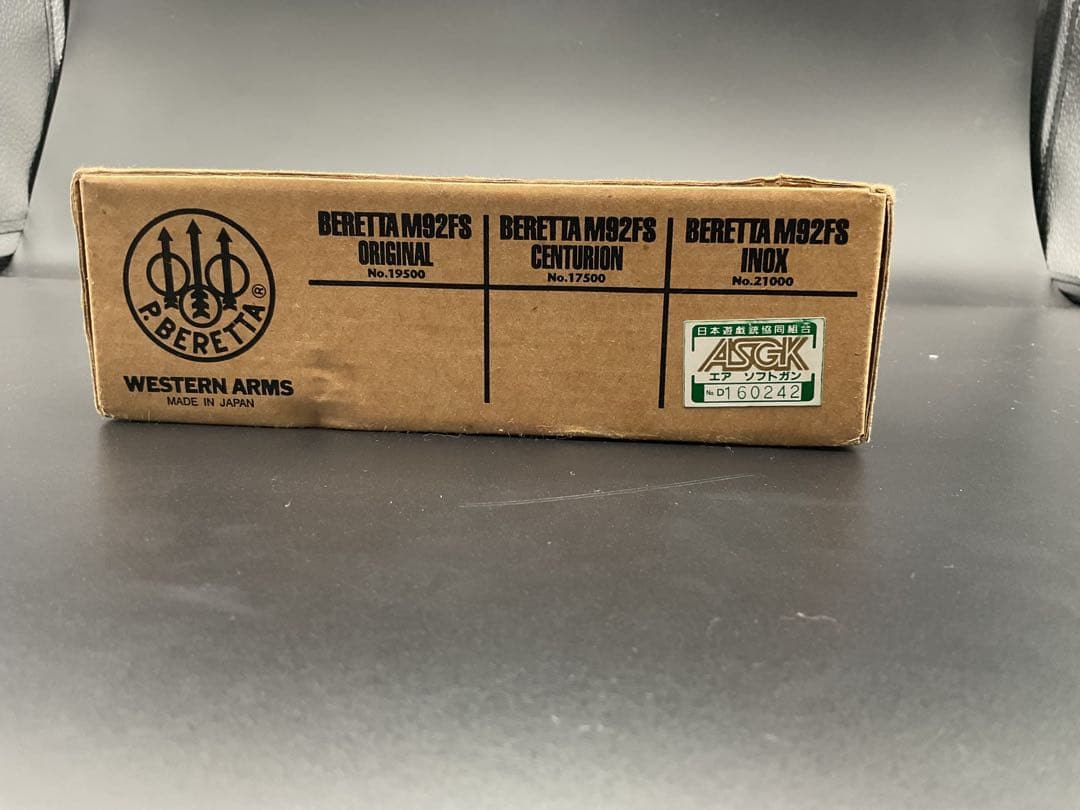 P. BERETTA ®
WESTERN ARMS
MADE IN JAPAN
BERETTA M92FS
ORIGINAL
No.19500
BERETTA M92FS
CENTURION
No.17500
BERETTA M92FS
INOX
No.21000
日本遊戯銃協同組合
ASGK
エア ソフトガン
№ D160242